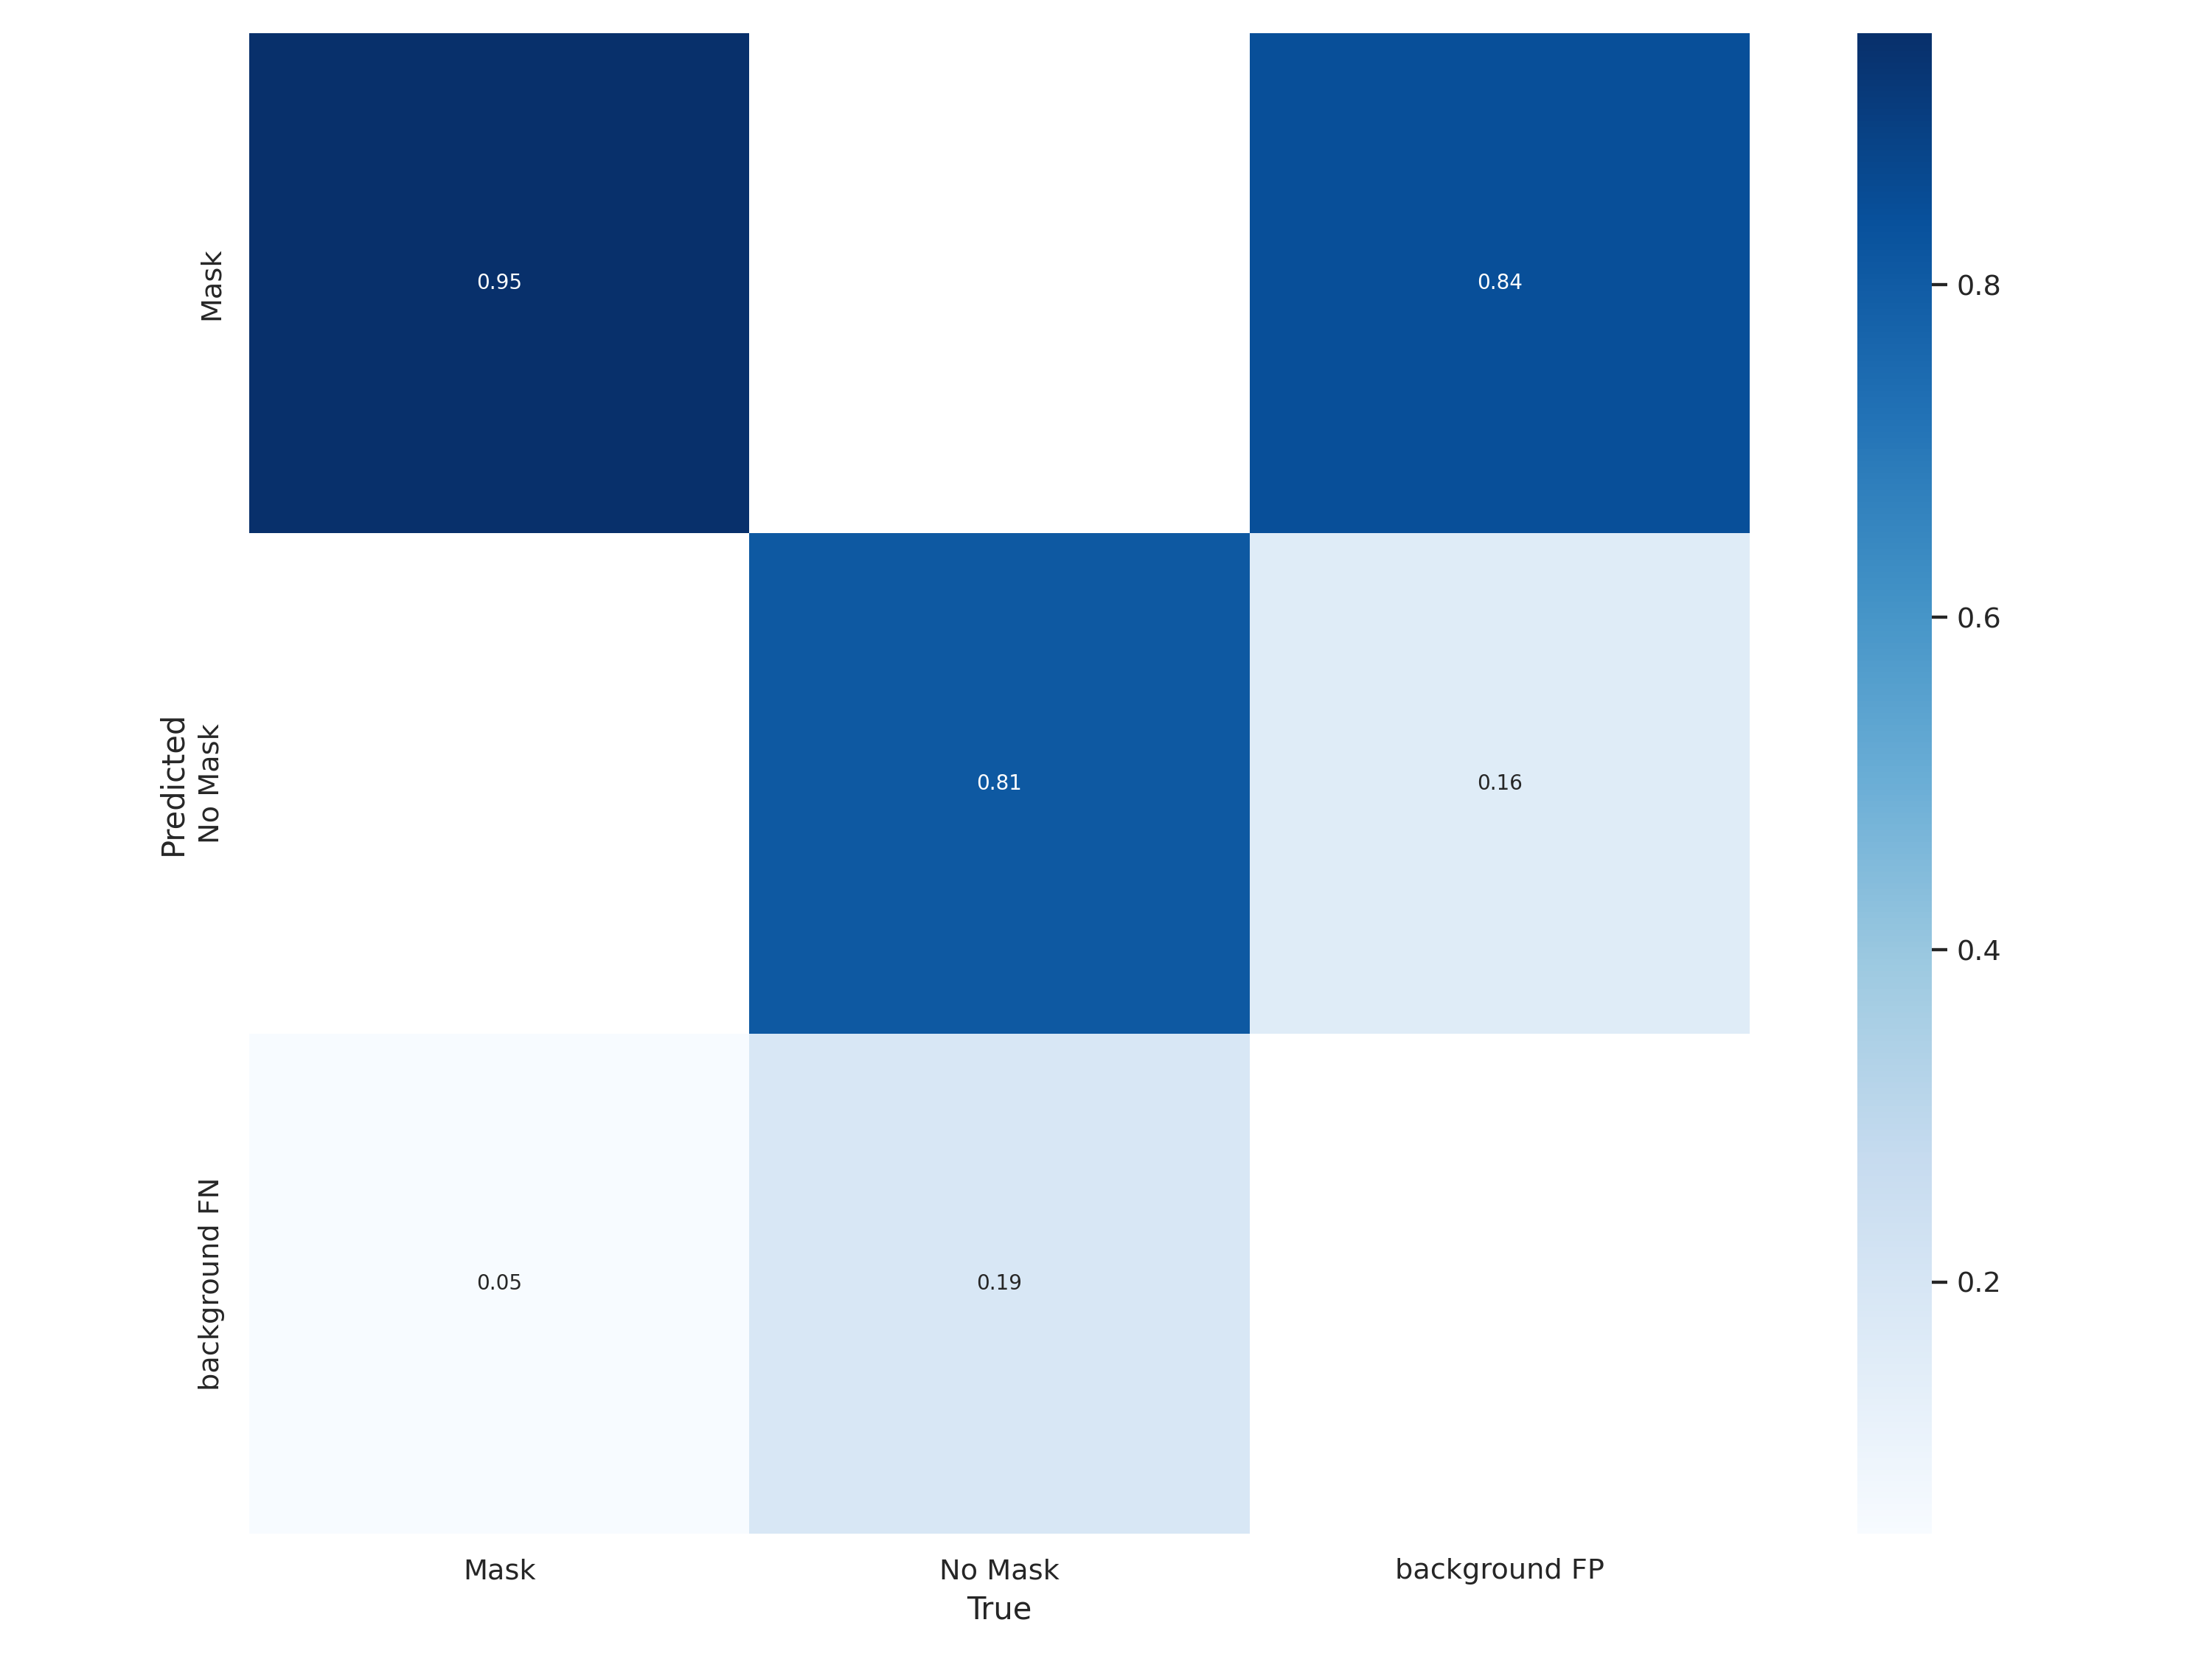 Predicted
Mask
No Mask
background FN
0.95
0.84
0.81
0.16
0.05
0.19
Mask
No Mask
background FP
True
0.8
0.6
0.4
0.2